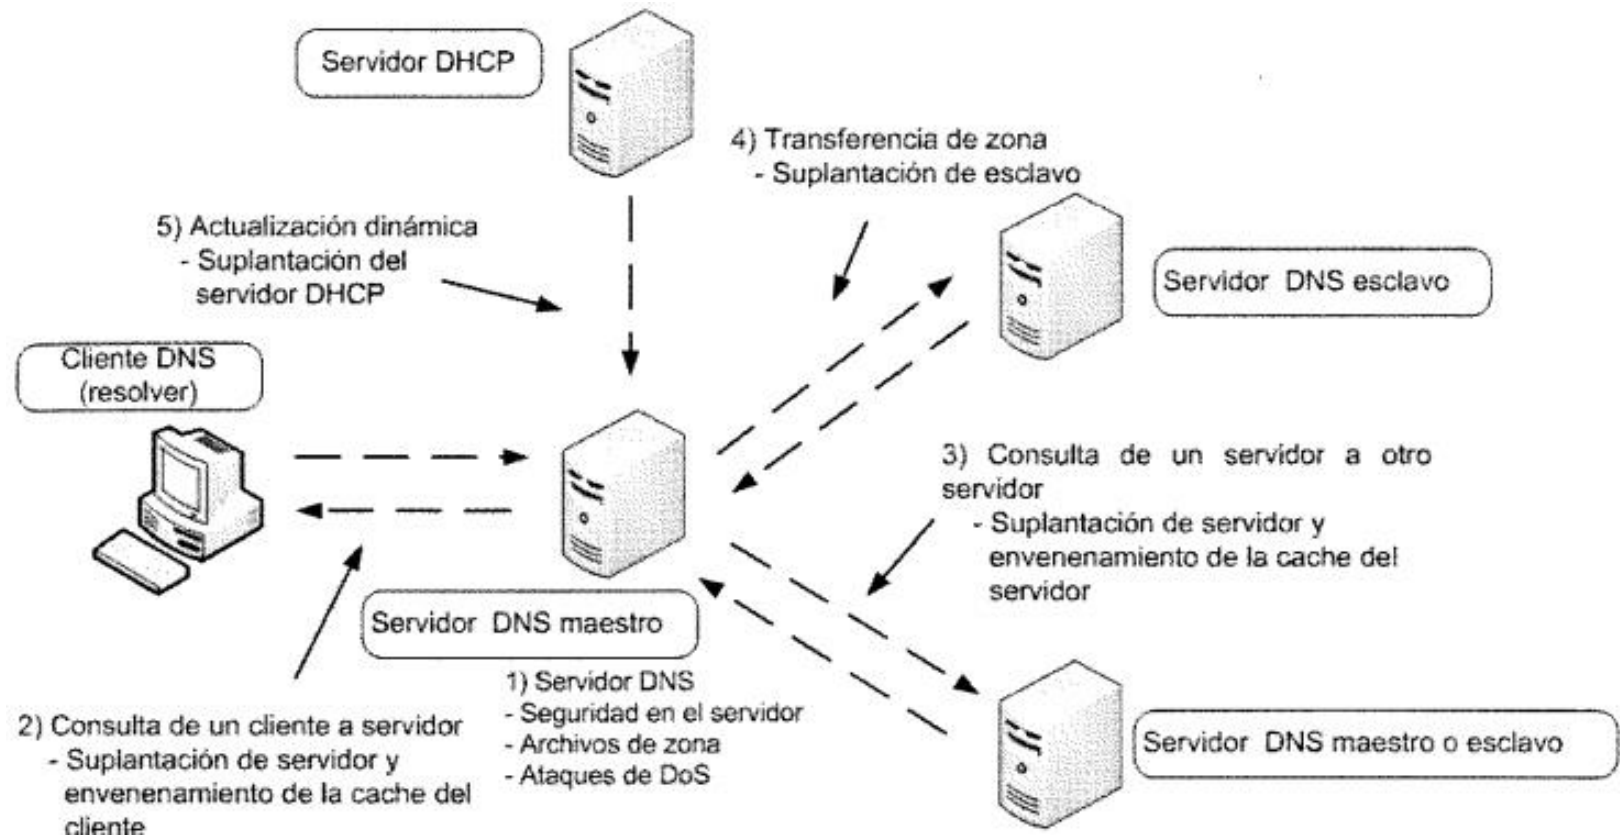 Servidor DHCP
4) Transferencia de zona
- Suplantación de esclavo
5) Actualización dinámica
- Suplantación del
servidor DHCP
Servidor DNS esclavo
Cliente DNS
(resolver)
3) Consulta de un servidor a otro
servidor
- Suplantación de servidor y
envenenamiento de la cache del
servidor
Servidor DNS maestro
1) Servidor DNS
- Seguridad en el servidor
- Archivos de zona
- Ataques de DoS
2) Consulta de un cliente a servidor
- Suplantación de servidor y
envenenamiento de la cache del
cliente
Servidor DNS maestro o esclavo